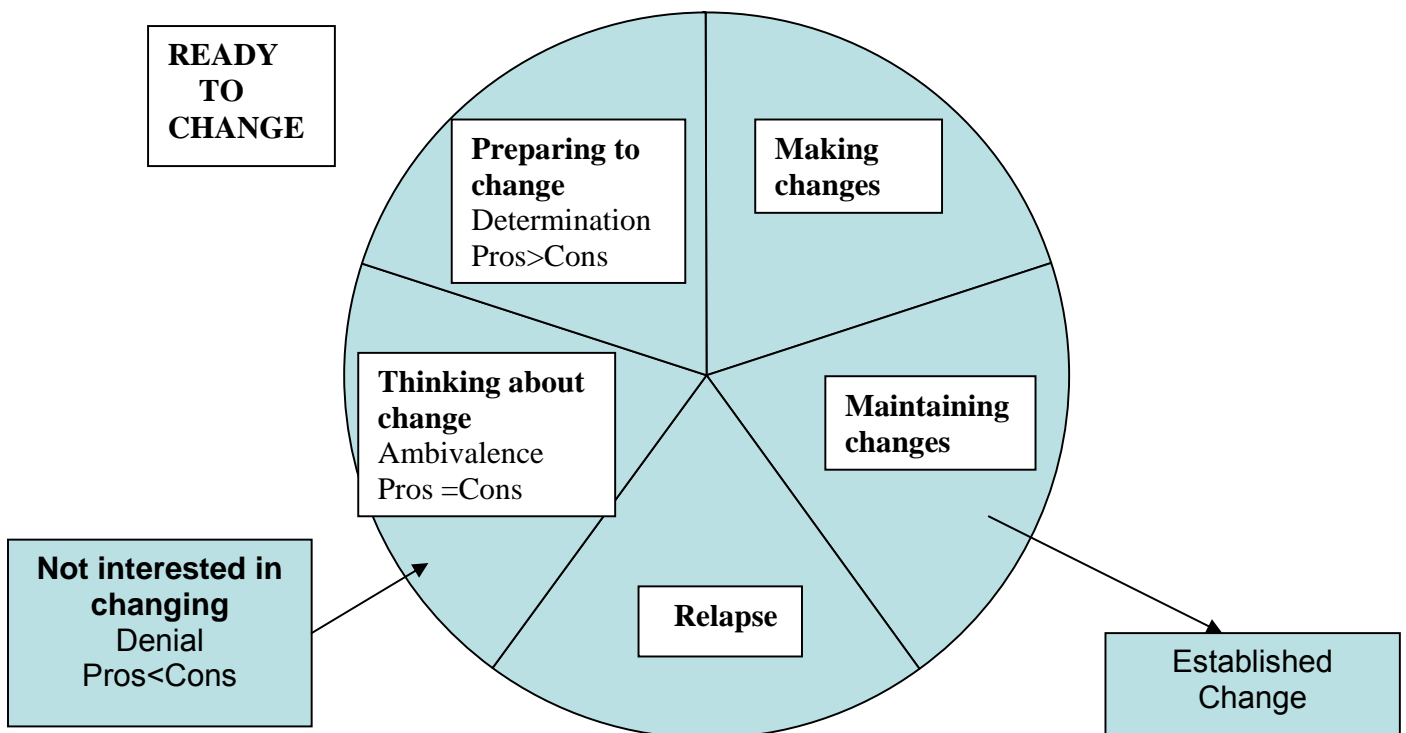 READY
TO
CHANGE
Preparing to
change
Determination
Pros>Cons
Making
changes
Thinking about
change
Ambivalence
Pros =Cons
Maintaining
changes
Not interested in
changing
Denial
Pros<Cons
Relapse
Established
Change